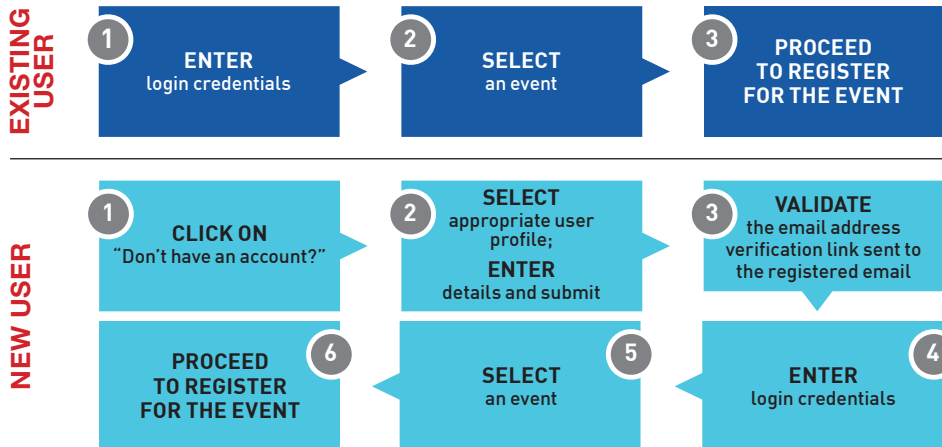 EXISTING
USER
1
ENTER
login credentials
2
SELECT
an event
3
PROCEED
TO REGISTER
FOR THE EVENT
NEW USER
1
CLICK ON
“Don’t have an account?”
2
SELECT
appropriate user
profile;
ENTER
details and submit
3
VALIDATE
the email address
verification link sent to
the registered email
4
ENTER
login credentials
5
SELECT
an event
6
PROCEED
TO REGISTER
FOR THE EVENT